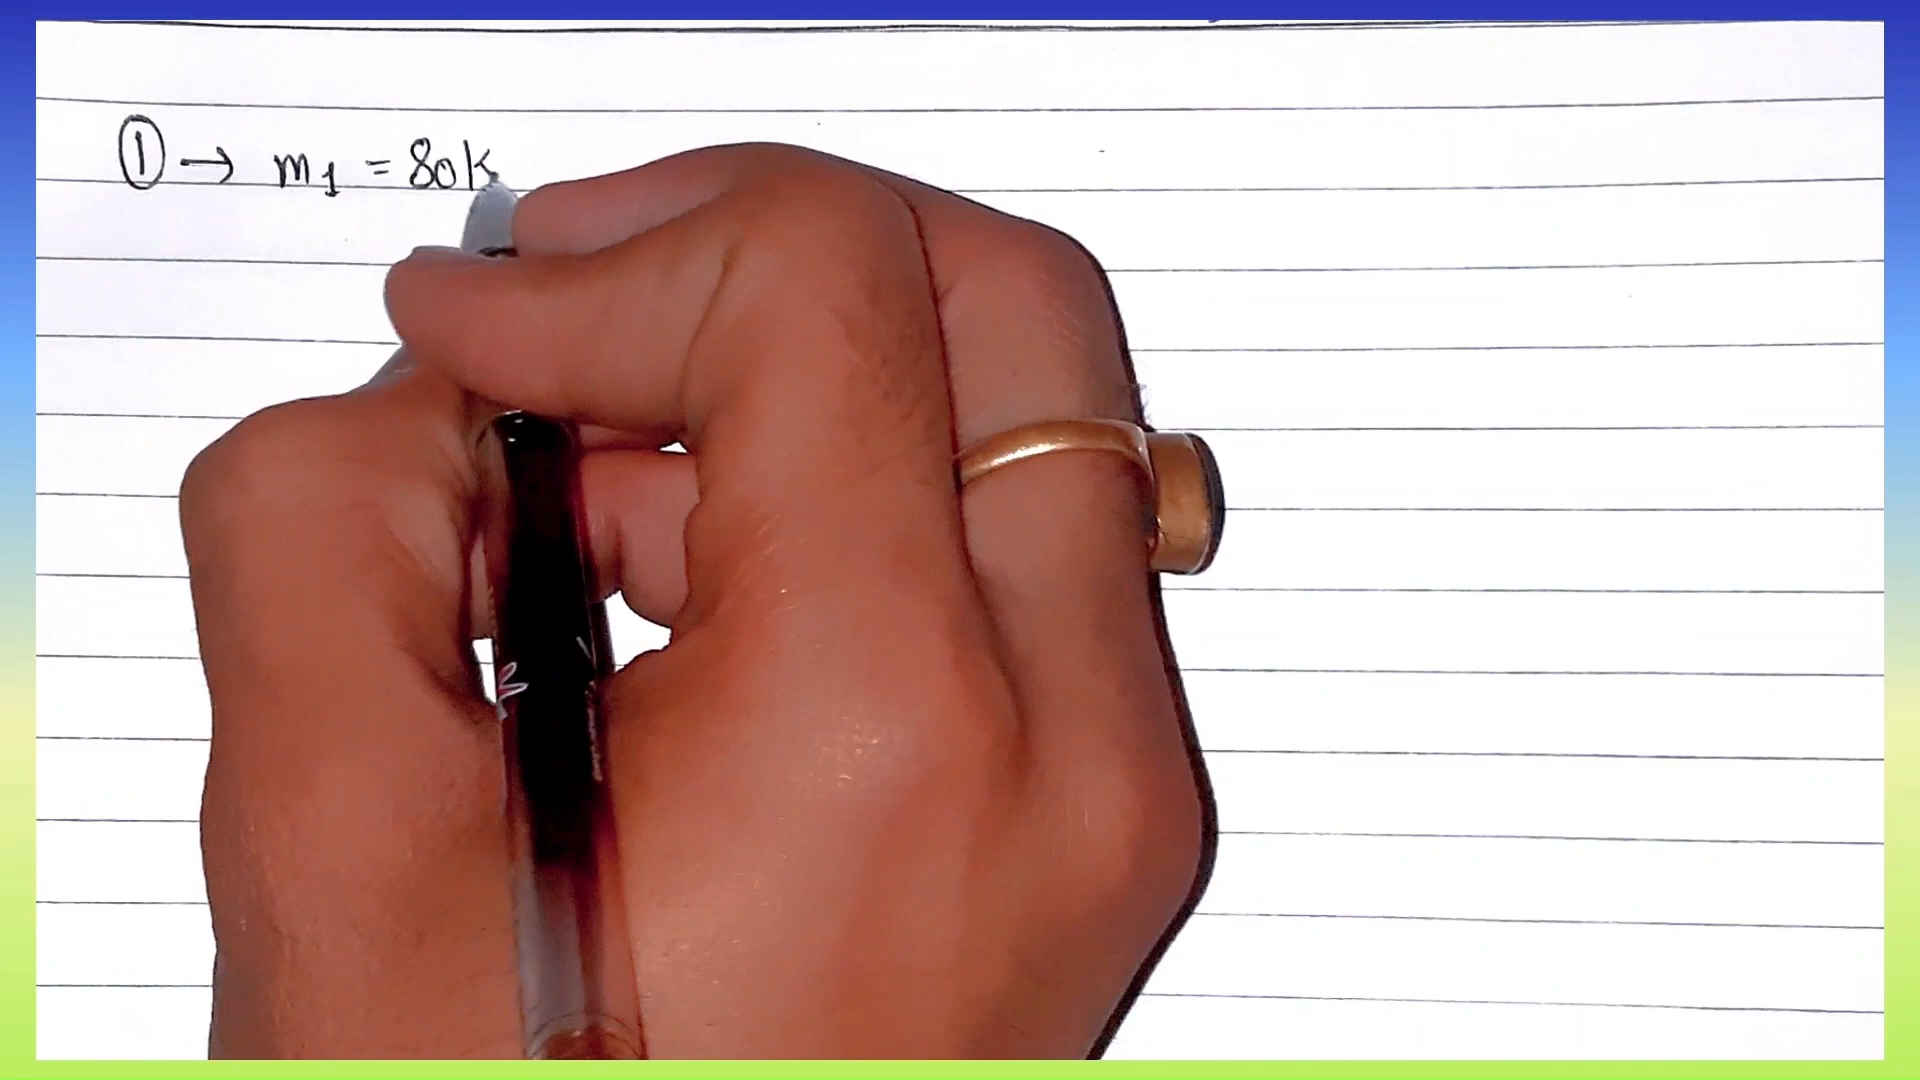 ① → m₁ = 80k